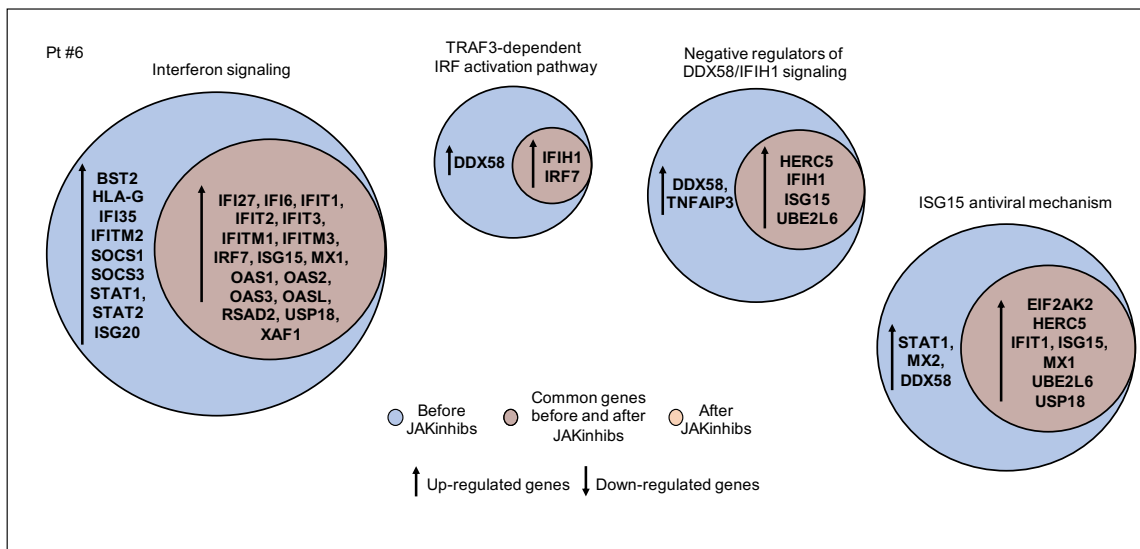 Pt #6
Interferon signaling
BST2
HLA-G
IFI35
IFITM2
SOCS1
SOCS3
STAT1,
STAT2
ISG20
IFI27, IFI6, IFIT1,
IFIT2, IFIT3,
IFITM1, IFITM3,
IRF7, ISG15, MX1,
OAS1, OAS2,
OAS3, OASL,
RSAD2, USP18,
XAF1
TRAF3-dependent
IRF activation pathway
DDX58
IFIH1
IRF7
Negative regulators of
DDX58/IFIH1 signaling
DDX58,
TNFAIP3
HERC5
IFIH1
ISG15
UBE2L6
ISG15 antiviral mechanism
STAT1,
MX2,
DDX58
EIF2AK2
HERC5
IFIT1, ISG15,
MX1
UBE2L6
USP18
Before
JAKinhibs
Common genes
before and after
JAKinhibs
After
JAKinhibs
Up-regulated genes
Down-regulated genes